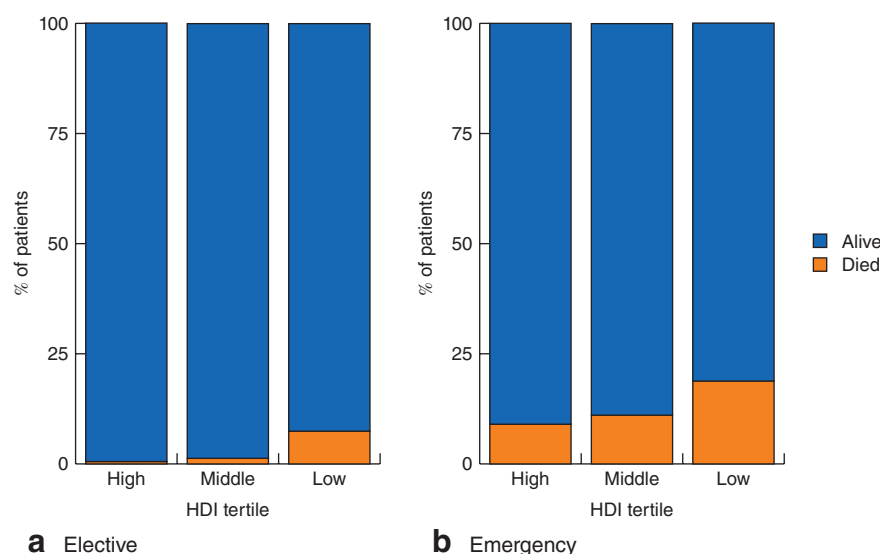 100
75
50
25
0
% of patients
High
Middle
Low
HDI tertile
a Elective
100
75
50
25
0
% of patients
High
Middle
Low
HDI tertile
b Emergency
Alive
Died